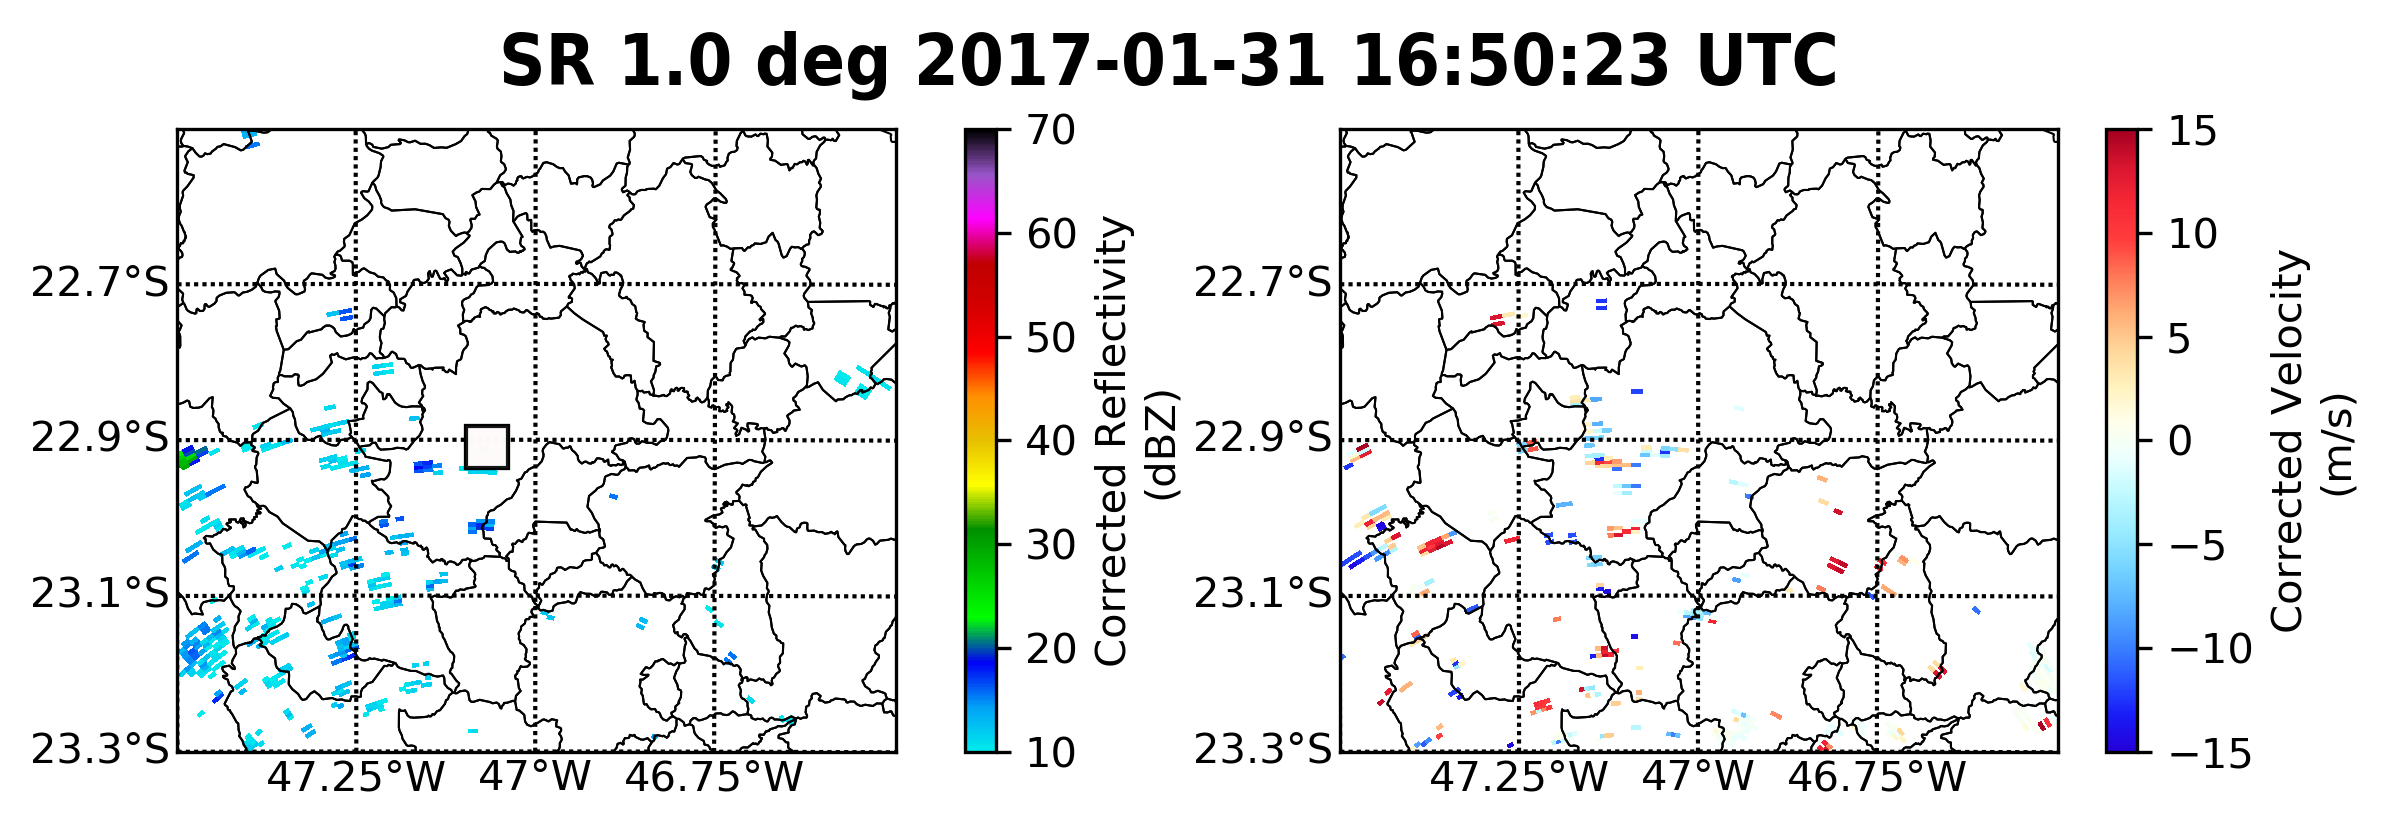 SR 1.0 deg 2017-01-31 16:50:23 UTC
22.7°S
22.9°S
23.1°S
23.3°S
47.25°W 47°W 46.75°W
70
60
50
40
30
20
10
Corrected Reflectivity
(dBZ)
22.7°S
22.9°S
23.1°S
23.3°S
47.25°W 47°W 46.75°W
15
10
5
0
−5
−10
−15
Corrected Velocity
(m/s)